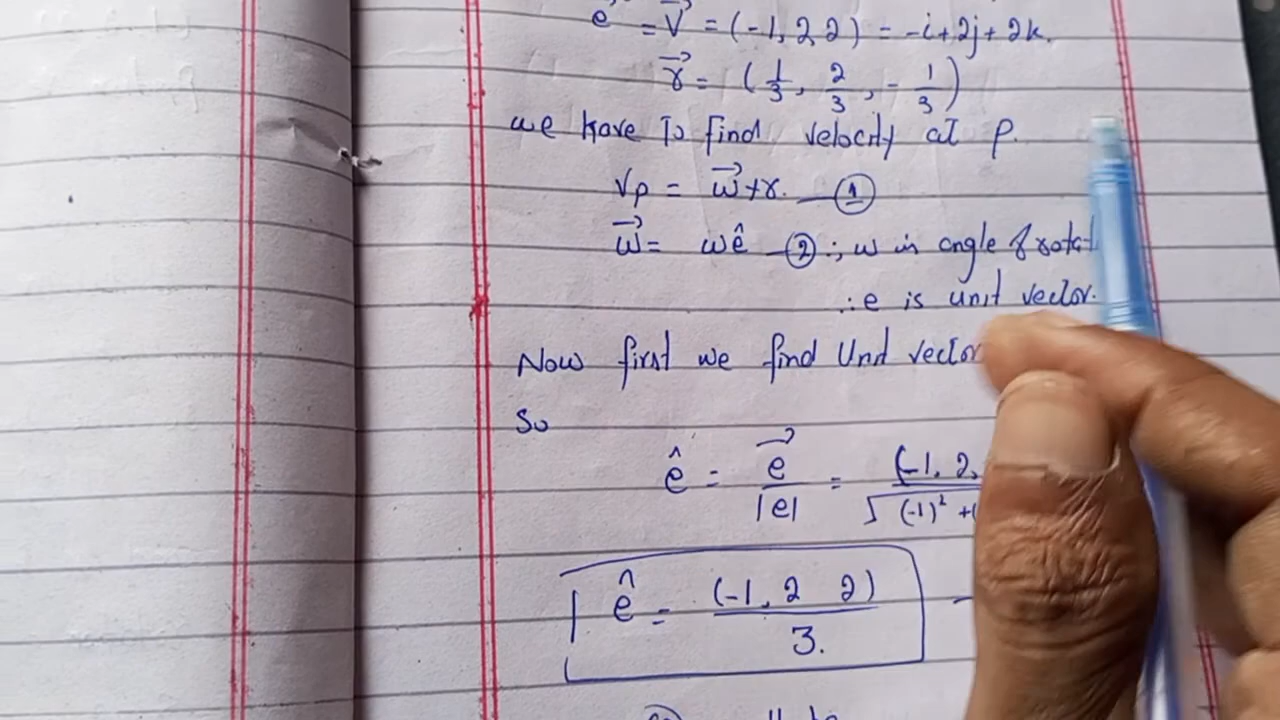 e = V⃗ = (-1, 2, 2) = -i+2j+2k.
r⃗ = (1/3, 2/3, -1/3)
we have To find velocity at P.
Vp = ω⃗+r. — ①
ω⃗ = ωê — ② ∴ ω in angle of rotat
∴ e is unit vector.
Now first we find Unit vector
So
ê = e⃗/|e| = (-1, 2, / √(-1)² +(
ê = (-1, 2 2)/3.